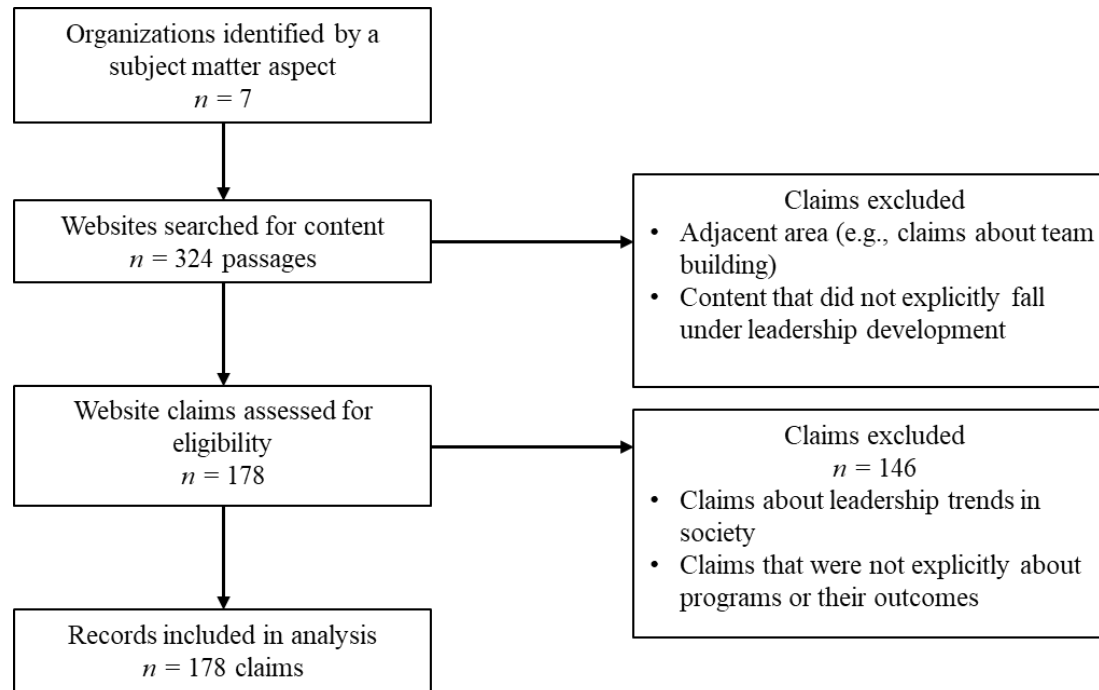 Organizations identified by a
subject matter aspect
n = 7
Websites searched for content
n = 324 passages
Claims excluded
• Adjacent area (e.g., claims about team
building)
• Content that did not explicitly fall
under leadership development
Website claims assessed for
eligibility
n = 178
Claims excluded
n = 146
• Claims about leadership trends in
society
• Claims that were not explicitly about
programs or their outcomes
Records included in analysis
n = 178 claims